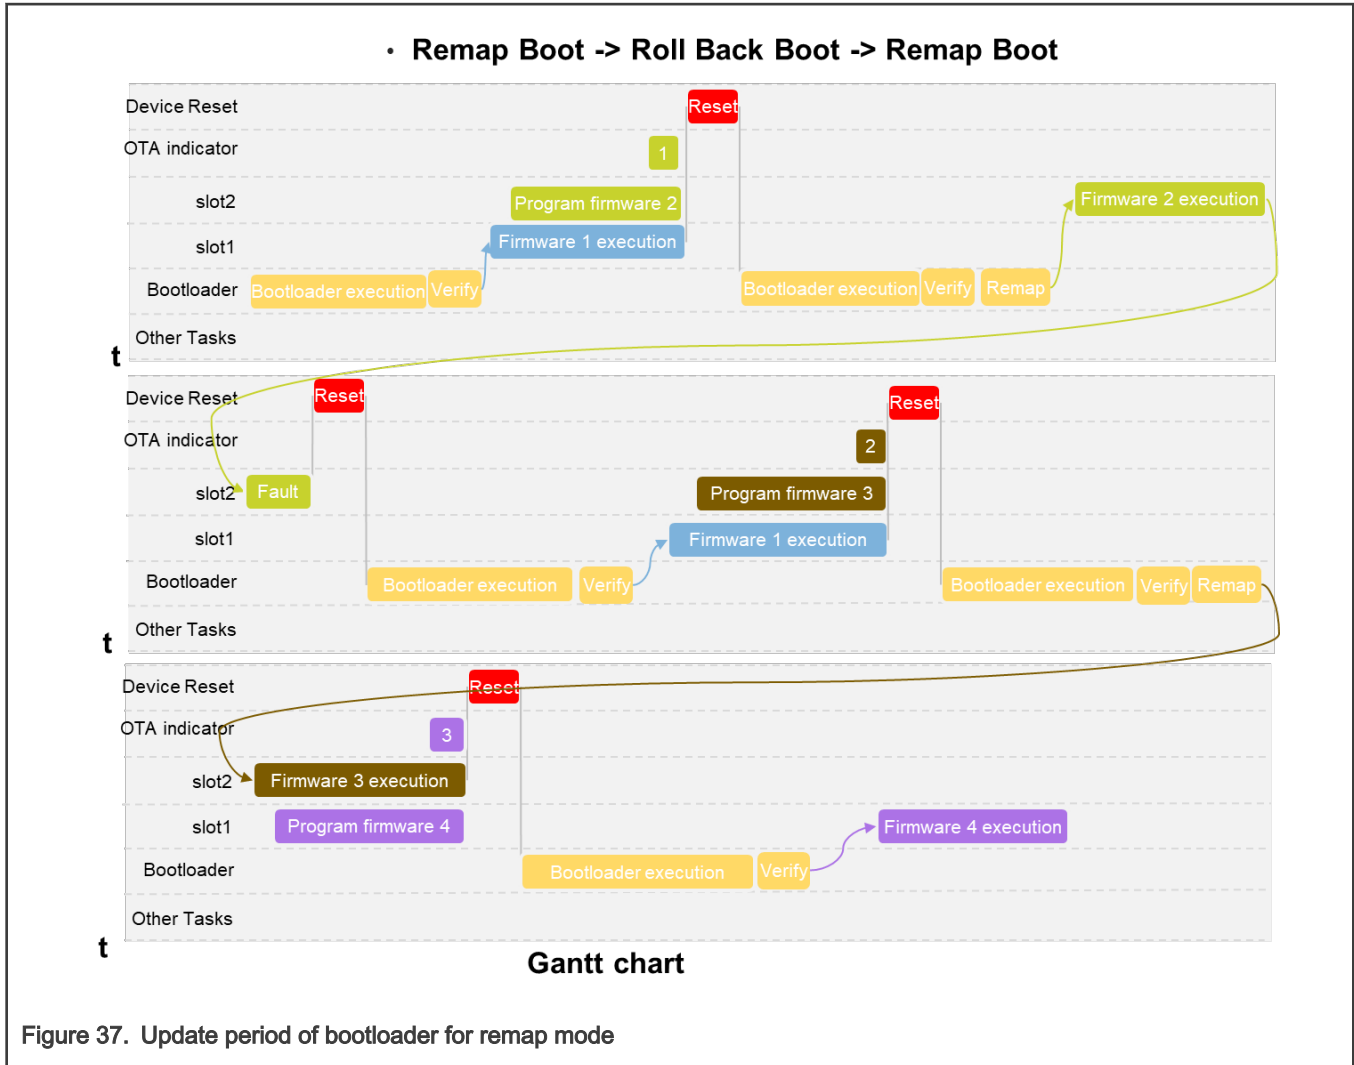 • Remap Boot -> Roll Back Boot -> Remap Boot
Device Reset
Reset
OTA indicator
1
slot2
Program firmware 2
Firmware 2 execution
slot1
Firmware 1 execution
Bootloader
Bootloader execution
Verify
Bootloader execution
Verify
Remap
Other Tasks
t
Device Reset
Reset
Reset
OTA indicator
2
slot2
Fault
Program firmware 3
slot1
Firmware 1 execution
Bootloader
Bootloader execution
Verify
Bootloader execution
Verify
Remap
Other Tasks
t
Device Reset
Reset
OTA indicator
3
slot2
Firmware 3 execution
slot1
Program firmware 4
Firmware 4 execution
Bootloader
Bootloader execution
Verify
Other Tasks
t
Gantt chart
Figure 37. Update period of bootloader for remap mode